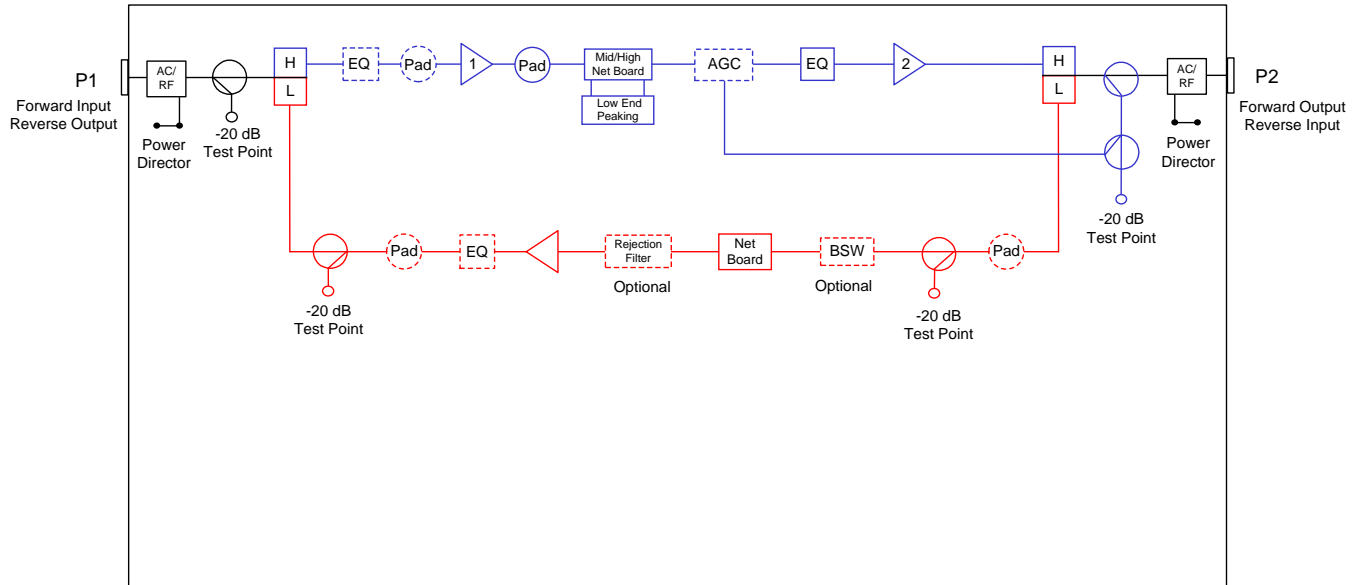 P1
Forward Input
Reverse Output
AC/
RF
Power
Director
-20 dB
Test Point
H
L
EQ
Pad
1
Pad
Mid/High
Net Board
Low End
Peaking
AGC
EQ
2
H
L
AC/
RF
Power
Director
P2
Forward Output
Reverse Input
-20 dB
Test Point
Pad
EQ
Rejection
Filter
Optional
Net
Board
BSW
Optional
Pad
-20 dB
Test Point
-20 dB
Test Point